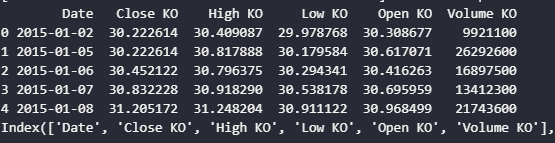 Date Close KO High KO Low KO Open KO Volume KO
0 2015-01-02 30.222614 30.409087 29.978768 30.308677 9921100
1 2015-01-05 30.222614 30.817888 30.179584 30.617071 26292600
2 2015-01-06 30.452122 30.796375 30.294341 30.416263 16897500
3 2015-01-07 30.832228 30.918290 30.538178 30.695959 13412300
4 2015-01-08 31.205172 31.248204 30.911122 30.968499 21743600
Index(['Date', 'Close KO', 'High KO', 'Low KO', 'Open KO', 'Volume KO'],